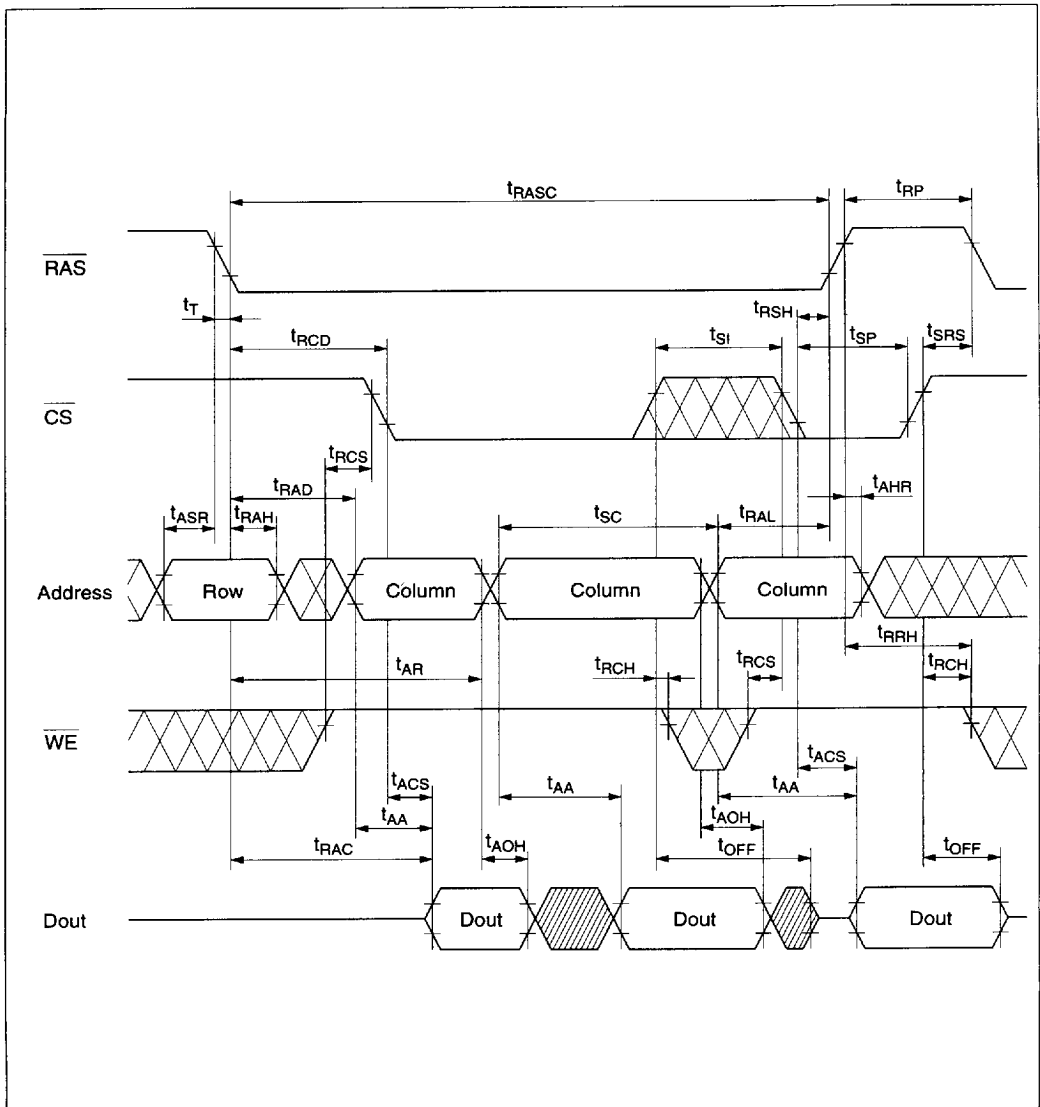 tRASC
tRP
RAS
tT
tRSH
tRCD
tSI
tSP
tSRS
CS
tRCS
tRAD
tAHR
tASR
tRAH
tSC
tRAL
Address
Row
Column
Column
Column
tRRH
tAR
tRCH
tRCS
tRCH
WE
tACS
tAA
tACS
tAA
tAA
tAOH
tRAC
tAOH
tOFF
tOFF
Dout
Dout
Dout
Dout